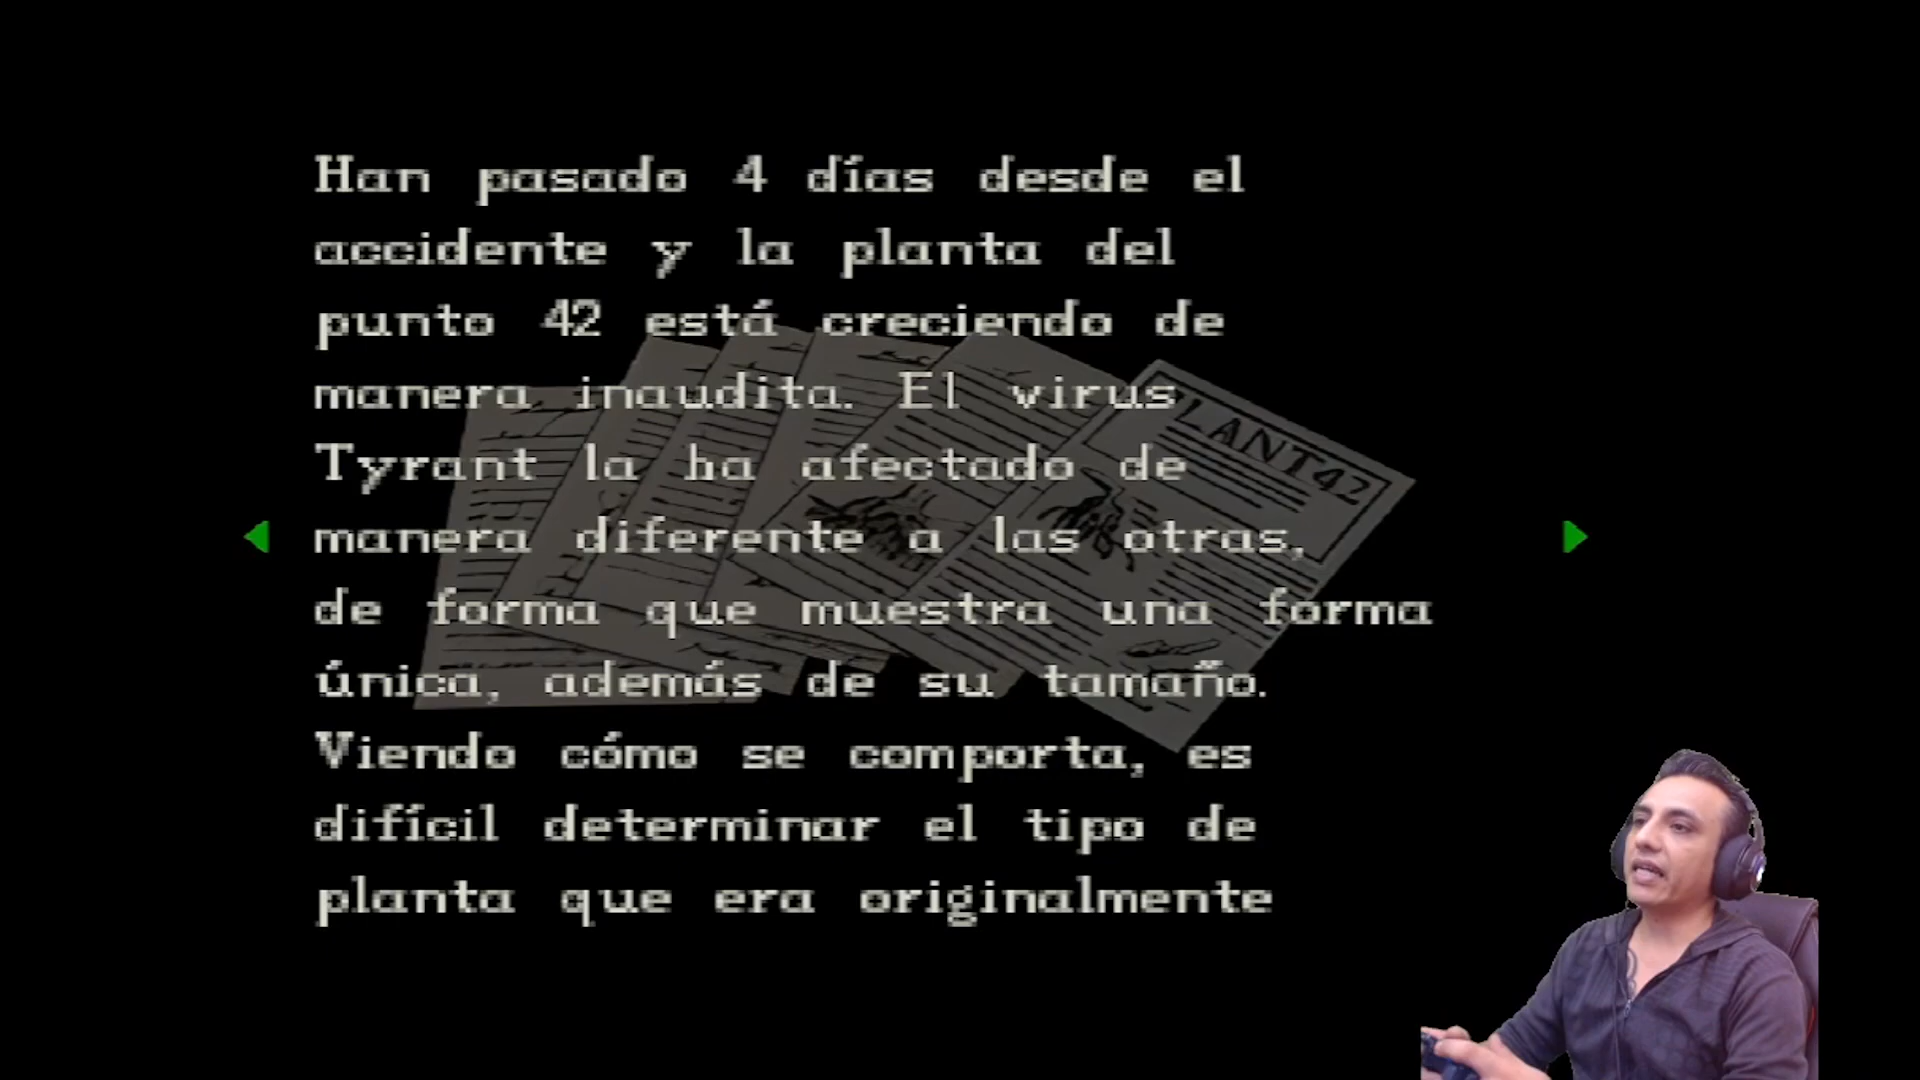 Han pasado 4 días desde el
accidente y la planta del
punto 42 está creciendo de
manera inaudita. El virus
Tyrant la ha afectado de
manera diferente a las otras,
de forma que muestra una forma
única, además de su tamaño.
Viendo cómo se comporta, es
difícil determinar el tipo de
planta que era originalmente
PLANT42